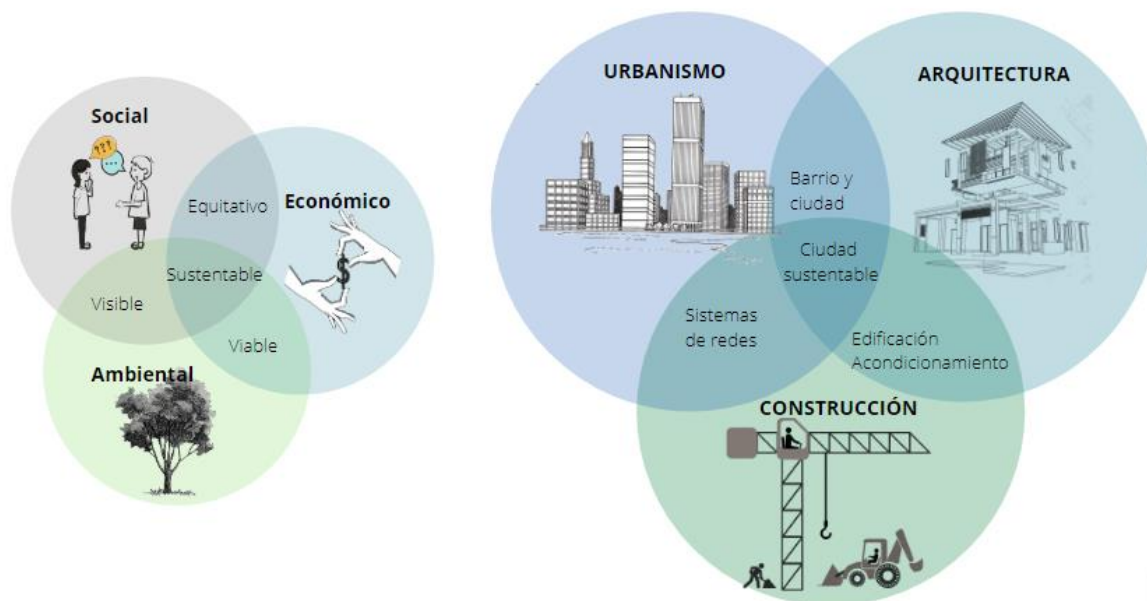 Social
???
...
Equitativo
Económico
$
Sustentable
Visible
Viable
Ambiental
URBANISMO
ARQUITECTURA
Barrio y
ciudad
Ciudad
sustentable
Sistemas
de redes
Edificación
Acondicionamiento
CONSTRUCCIÓN